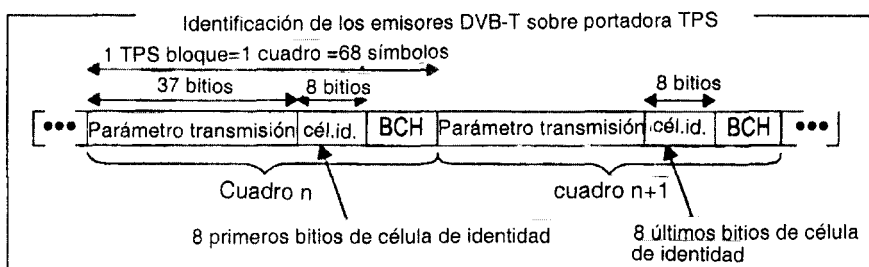 Identificación de los emisores DVB-T sobre portadora TPS
1 TPS bloque=1 cuadro =68 símbolos
37 bitios 8 bitios 8 bitios
[••• Parámetro transmisión cél.id. BCH Parámetro transmisión cél.id. BCH •••]
Cuadro n cuadro n+1
8 primeros bitios de célula de identidad
8 últimos bitios de célula
de identidad